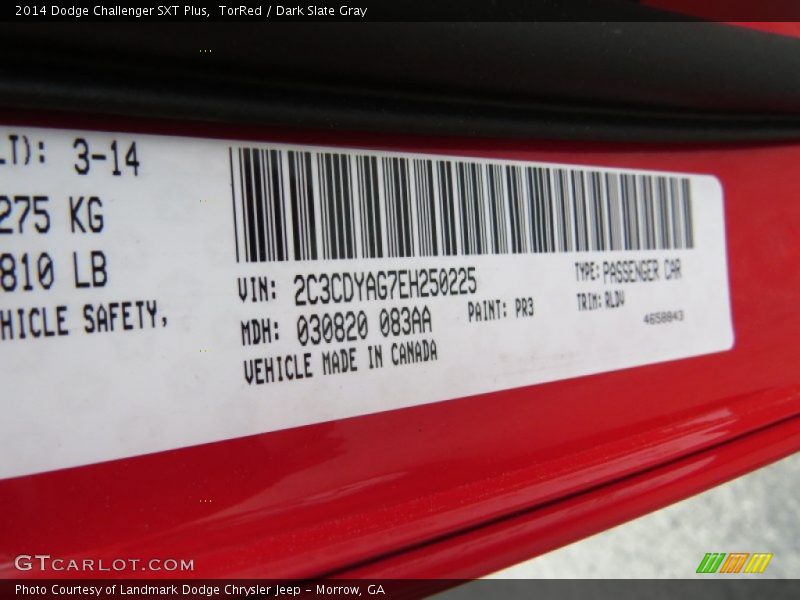 2014 Dodge Challenger SXT Plus, TorRed / Dark Slate Gray
LT): 3-14
275 KG
810 LB
HICLE SAFETY,
VIN: 2C3CDYAG7EH250225
TYPE: PASSENGER CAR
MDH: 030820 083AA
PAINT: PR3
TRIM: RLDV
4658843
VEHICLE MADE IN CANADA
GTCARLOT.COM
Photo Courtesy of Landmark Dodge Chrysler Jeep - Morrow, GA